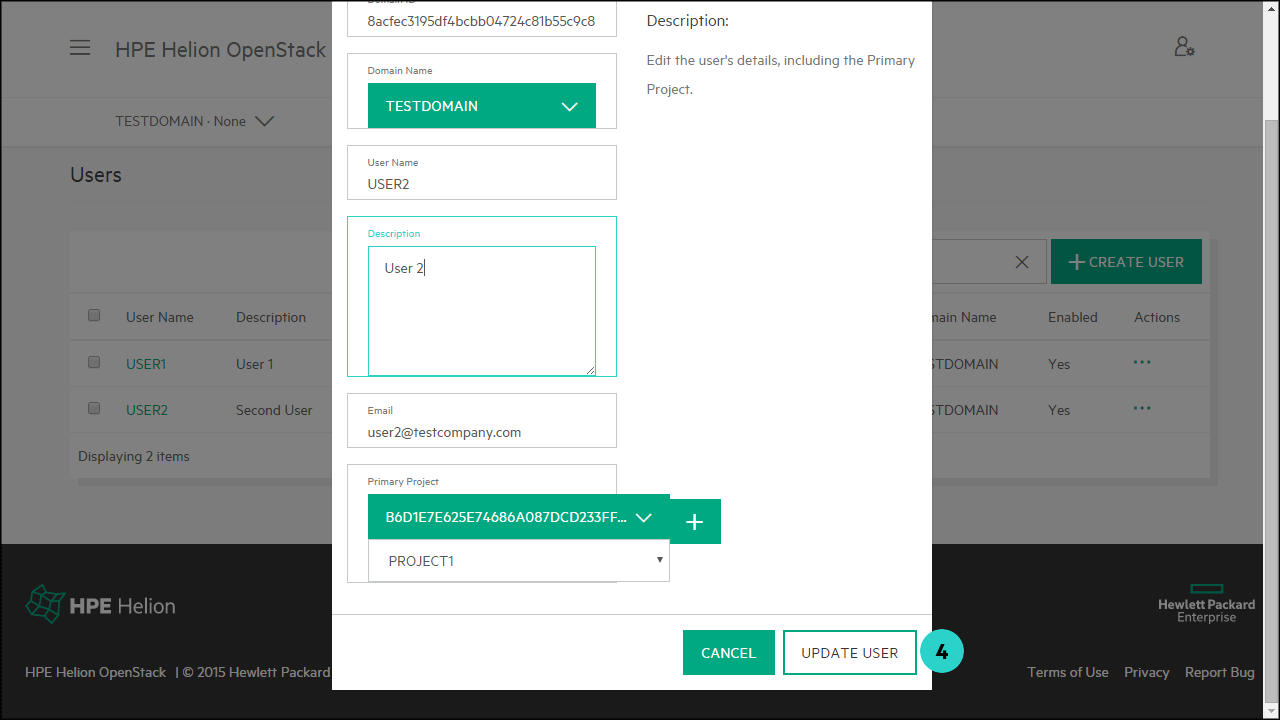 8acfec3195df4bcbb04724c81b55c9c8
Description:
HPE Helion OpenStack
Edit the user's details, including the Primary
Project.
Domain Name
TESTDOMAIN
TESTDOMAIN · None
User Name
USER2
Users
Description
User 2
CREATE USER
User Name Description main Name Enabled Actions
USER1 User 1 STDOMAIN Yes ...
USER2 Second User STDOMAIN Yes ...
Email
user2@testcompany.com
Displaying 2 items
Primary Project
B6D1E7E625E74686A087DCD233FF...
+
PROJECT1
HPE Helion
Hewlett Packard
Enterprise
CANCEL UPDATE USER 4
HPE Helion OpenStack | © 2015 Hewlett Packard
Terms of Use Privacy Report Bug